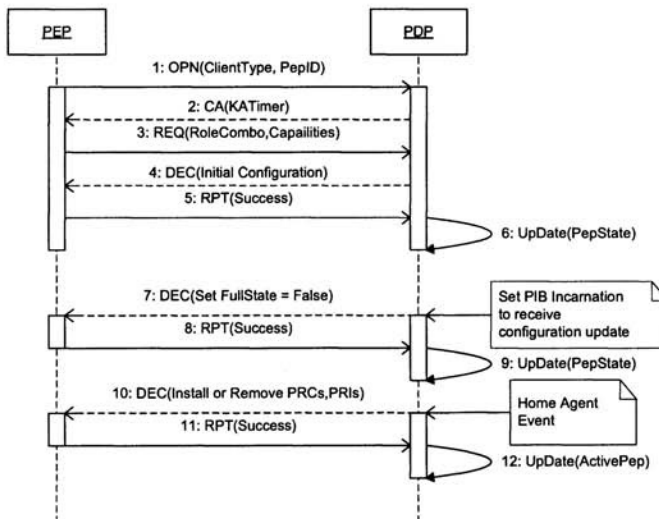 PEP
PDP
1: OPN(ClientType, PepID)
2: CA(KATimer)
3: REQ(RoleCombo,Capailities)
4: DEC(Initial Configuration)
5: RPT(Success)
6: UpDate(PepState)
7: DEC(Set FullState = False)
Set PIB Incarnation
to receive
configuration update
8: RPT(Success)
9: UpDate(PepState)
10: DEC(Install or Remove PRCs,PRIs)
Home Agent
Event
11: RPT(Success)
12: UpDate(ActivePep)